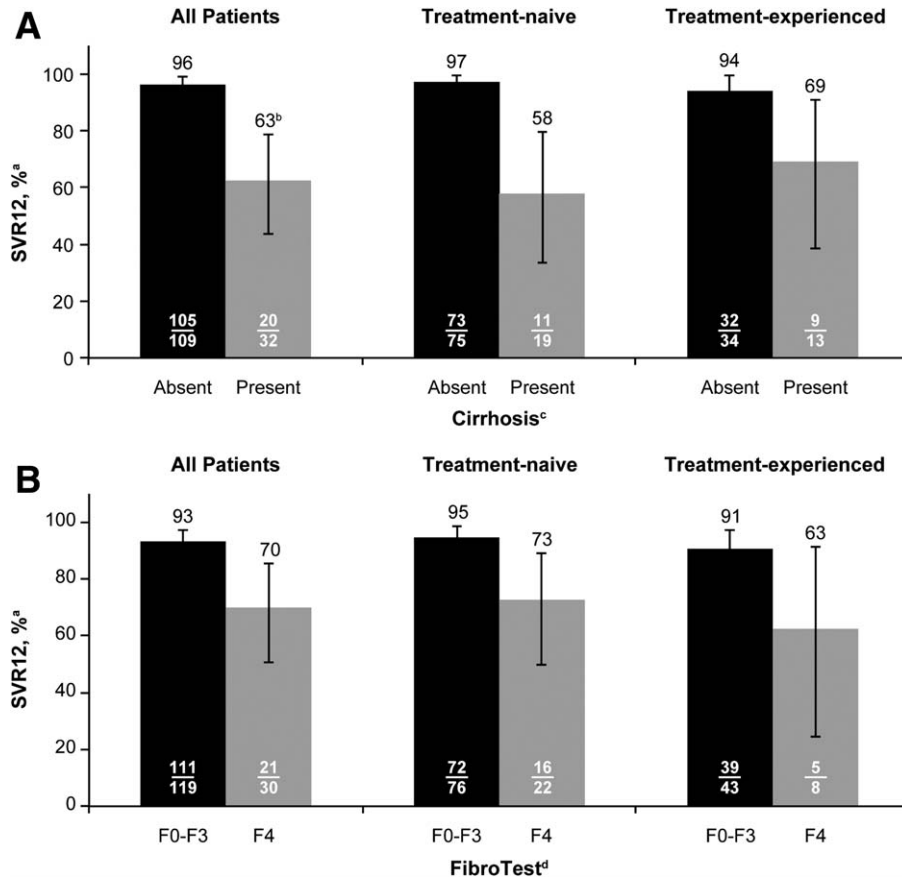 A
All Patients Treatment-naive Treatment-experienced
SVR12, %ᵃ
100
80
60
40
20
0
96 63ᵇ 97 58 94 69
105 20 73 11 32 9
109 32 75 19 34 13
Absent Present Absent Present Absent Present
Cirrhosisᶜ
B
All Patients Treatment-naive Treatment-experienced
SVR12, %ᵃ
100
80
60
40
20
0
93 70 95 73 91 63
111 21 72 16 39 5
119 30 76 22 43 8
F0-F3 F4 F0-F3 F4 F0-F3 F4
FibroTestᵈ